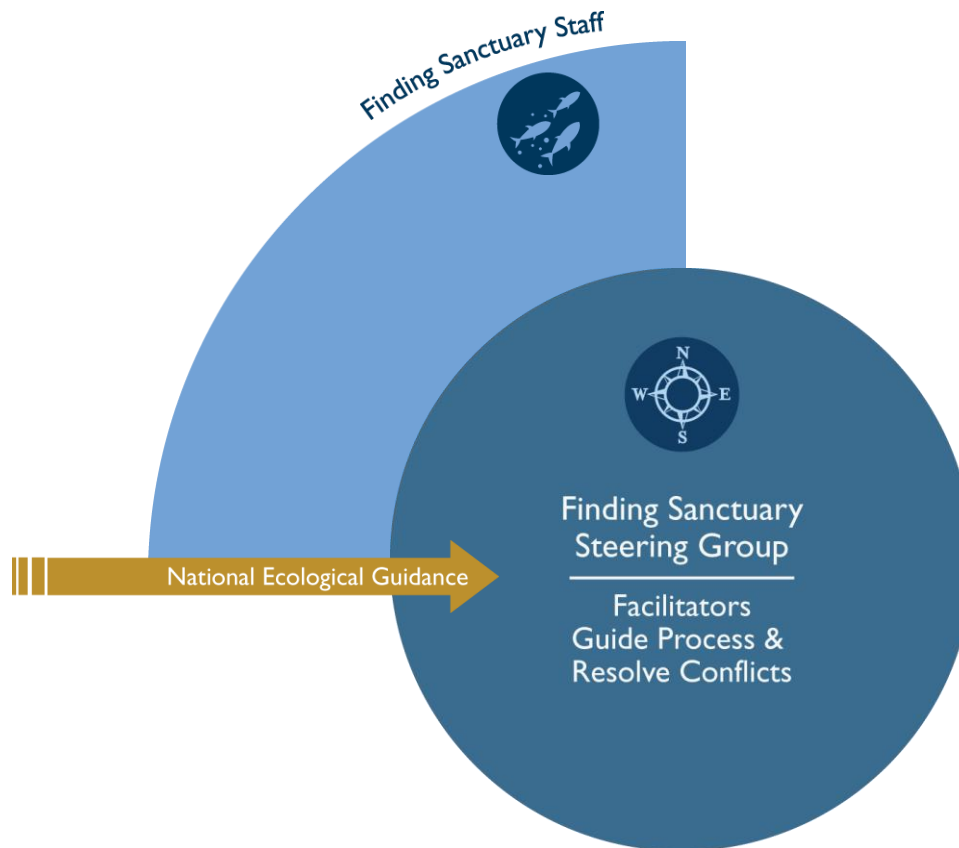 Finding Sanctuary Staff
N
W E
S
Finding Sanctuary
Steering Group
National Ecological Guidance
Facilitators
Guide Process &
Resolve Conflicts